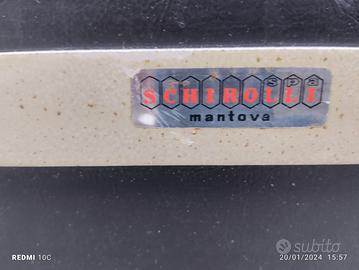 spa
SCHIROLLI
mantova
REDMI 10C
subito
20/01/2024 15:57